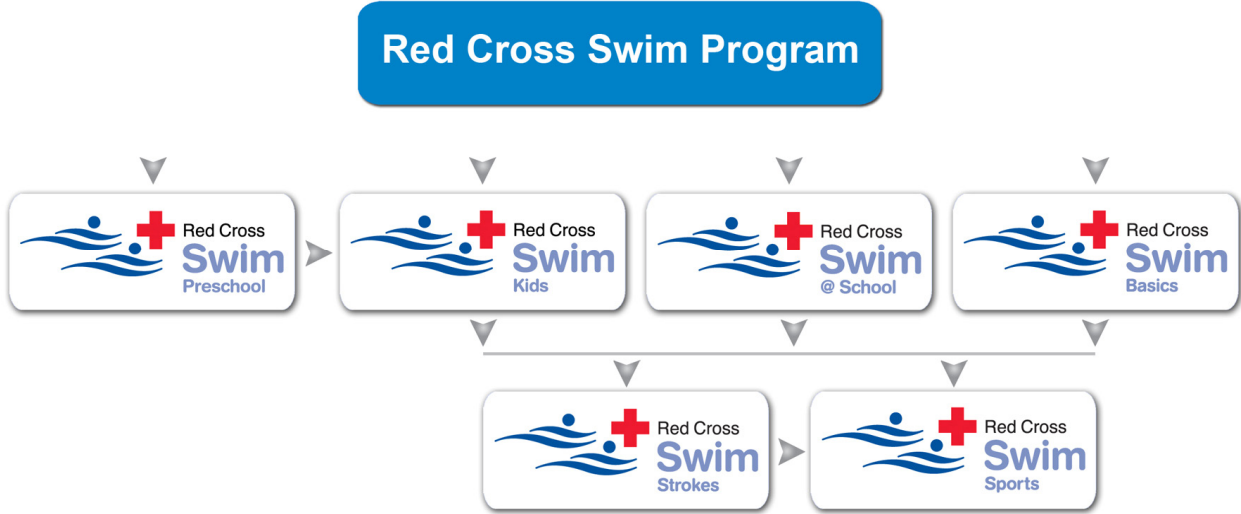 Red Cross Swim Program
Red Cross
Swim
Preschool
Red Cross
Swim
Kids
Red Cross
Swim
@ School
Red Cross
Swim
Basics
Red Cross
Swim
Strokes
Red Cross
Swim
Sports